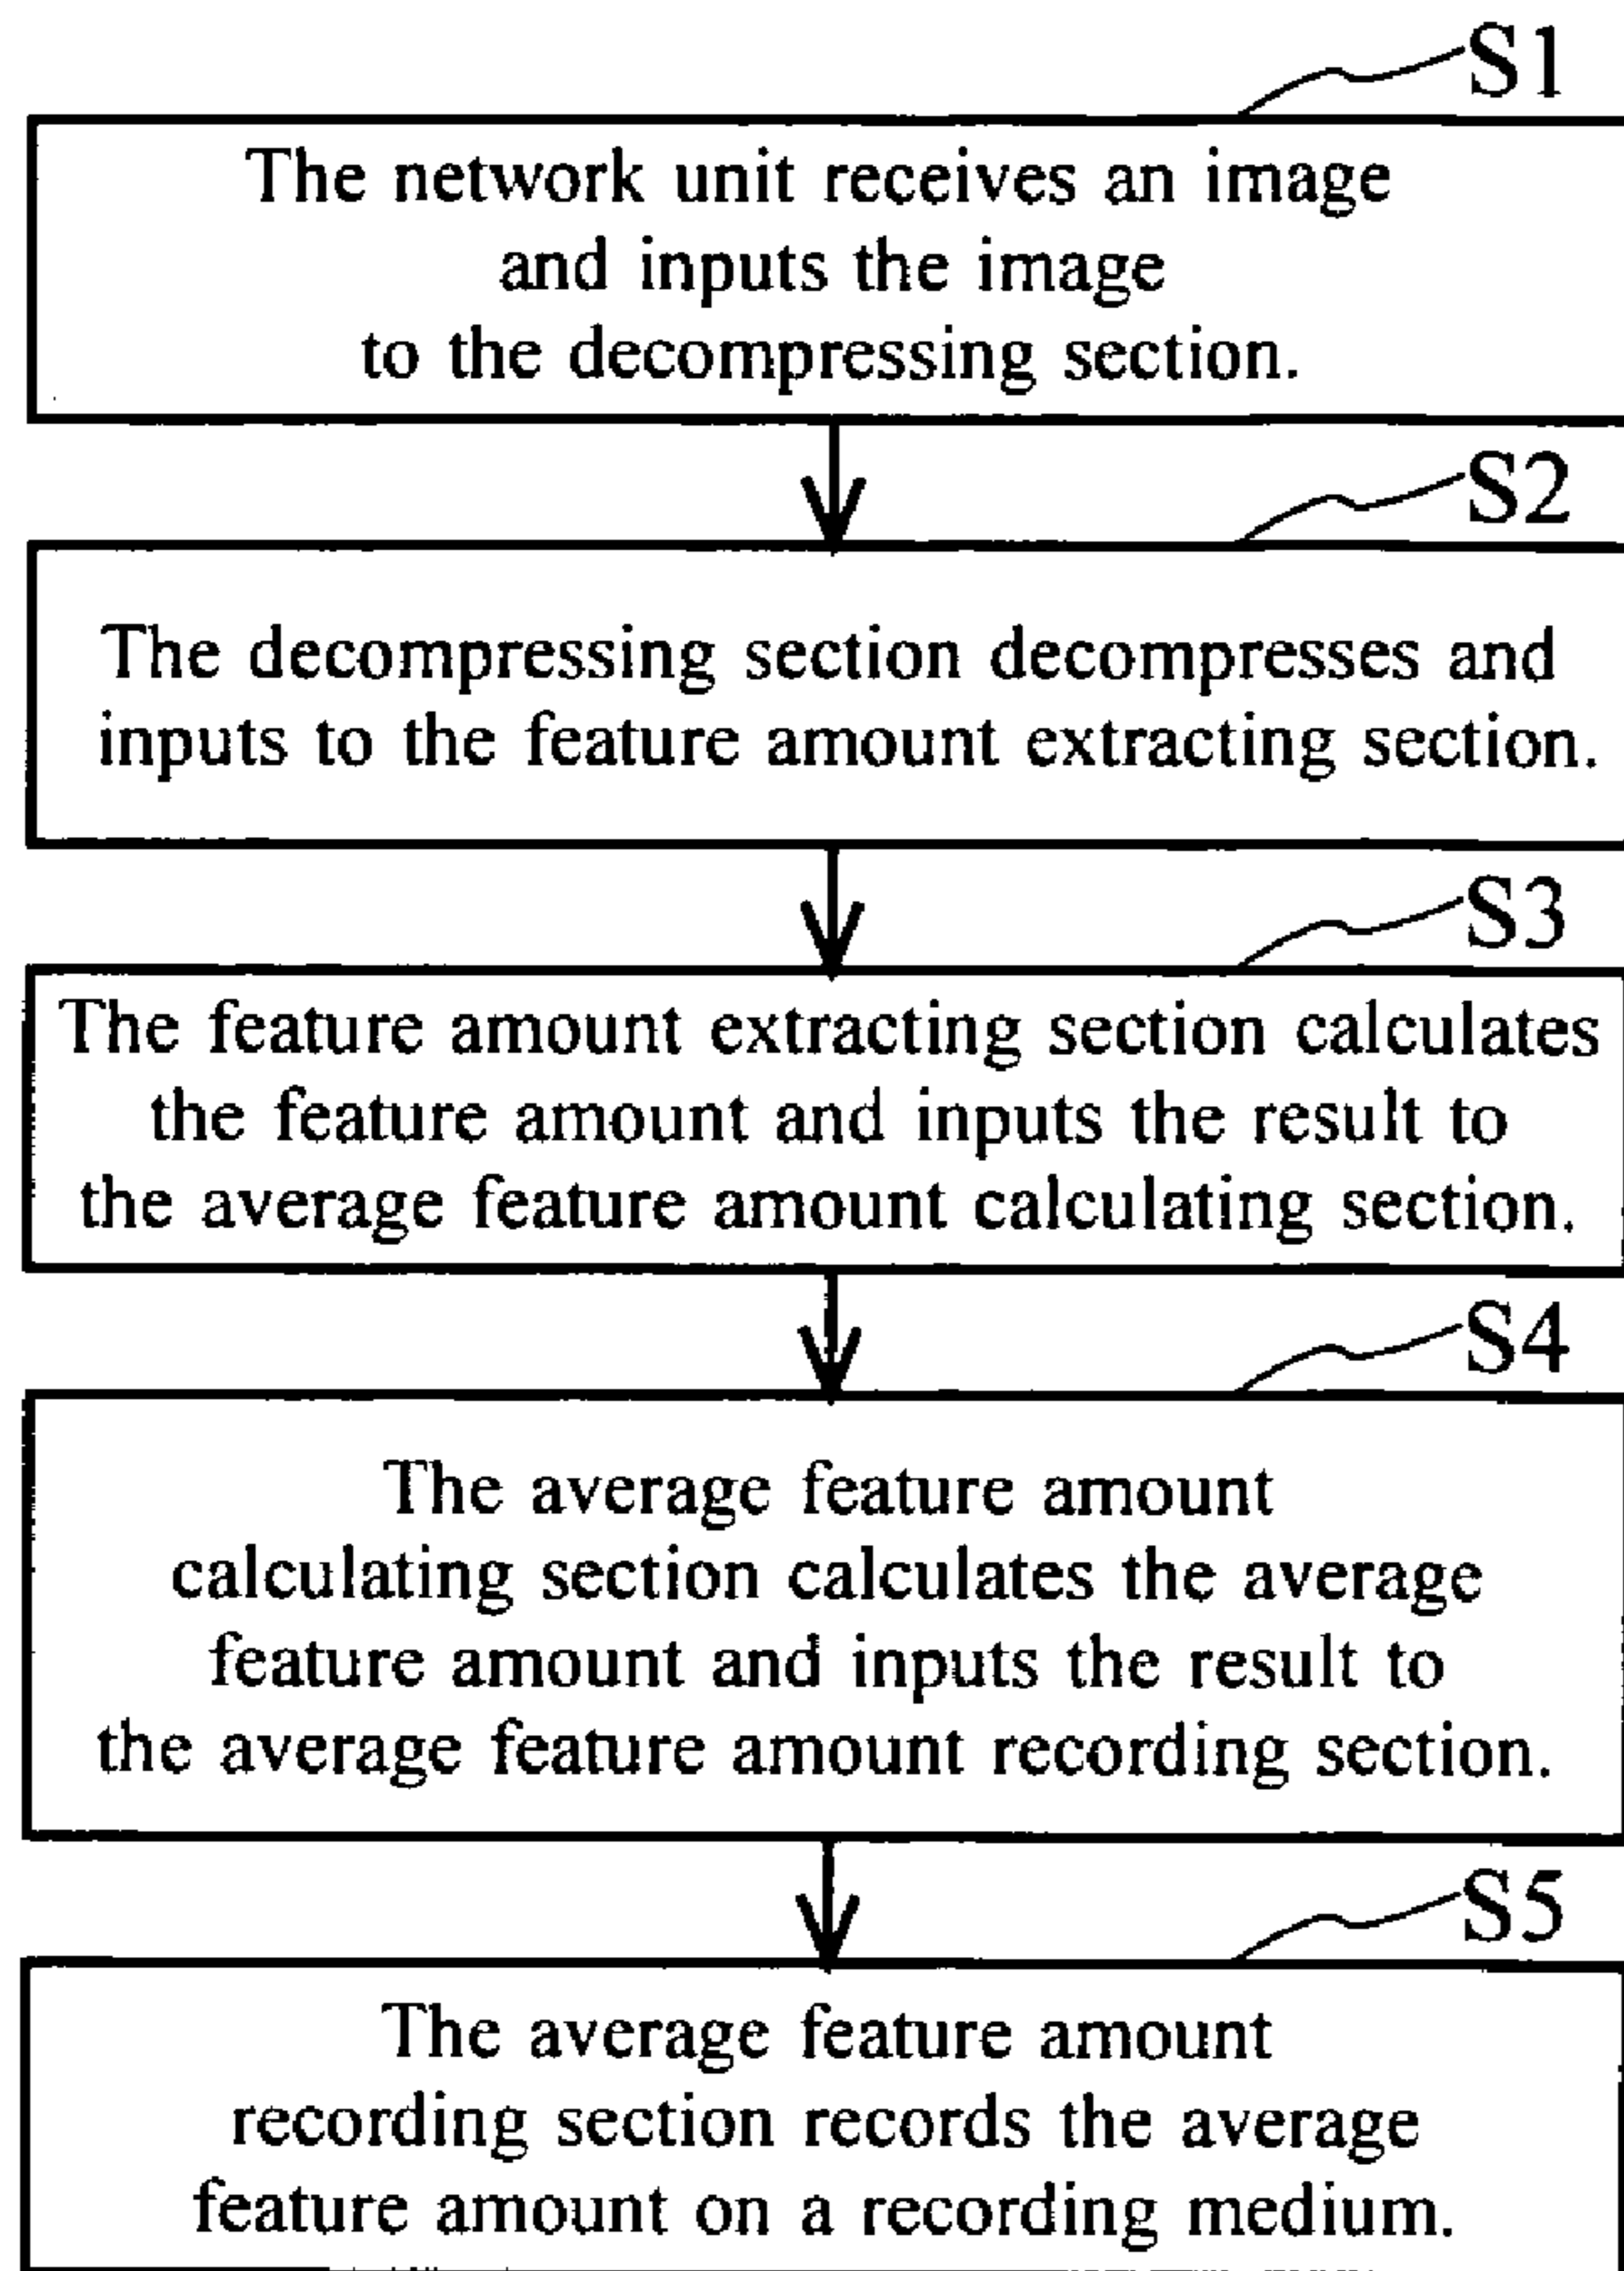 S1
The network unit receives an image
and inputs the image
to the decompressing section.
S2
The decompressing section decompresses and
inputs to the feature amount extracting section.
S3
The feature amount extracting section calculates
the feature amount and inputs the result to
the average feature amount calculating section.
S4
The average feature amount
calculating section calculates the average
feature amount and inputs the result to
the average feature amount recording section.
S5
The average feature amount
recording section records the average
feature amount on a recording medium.